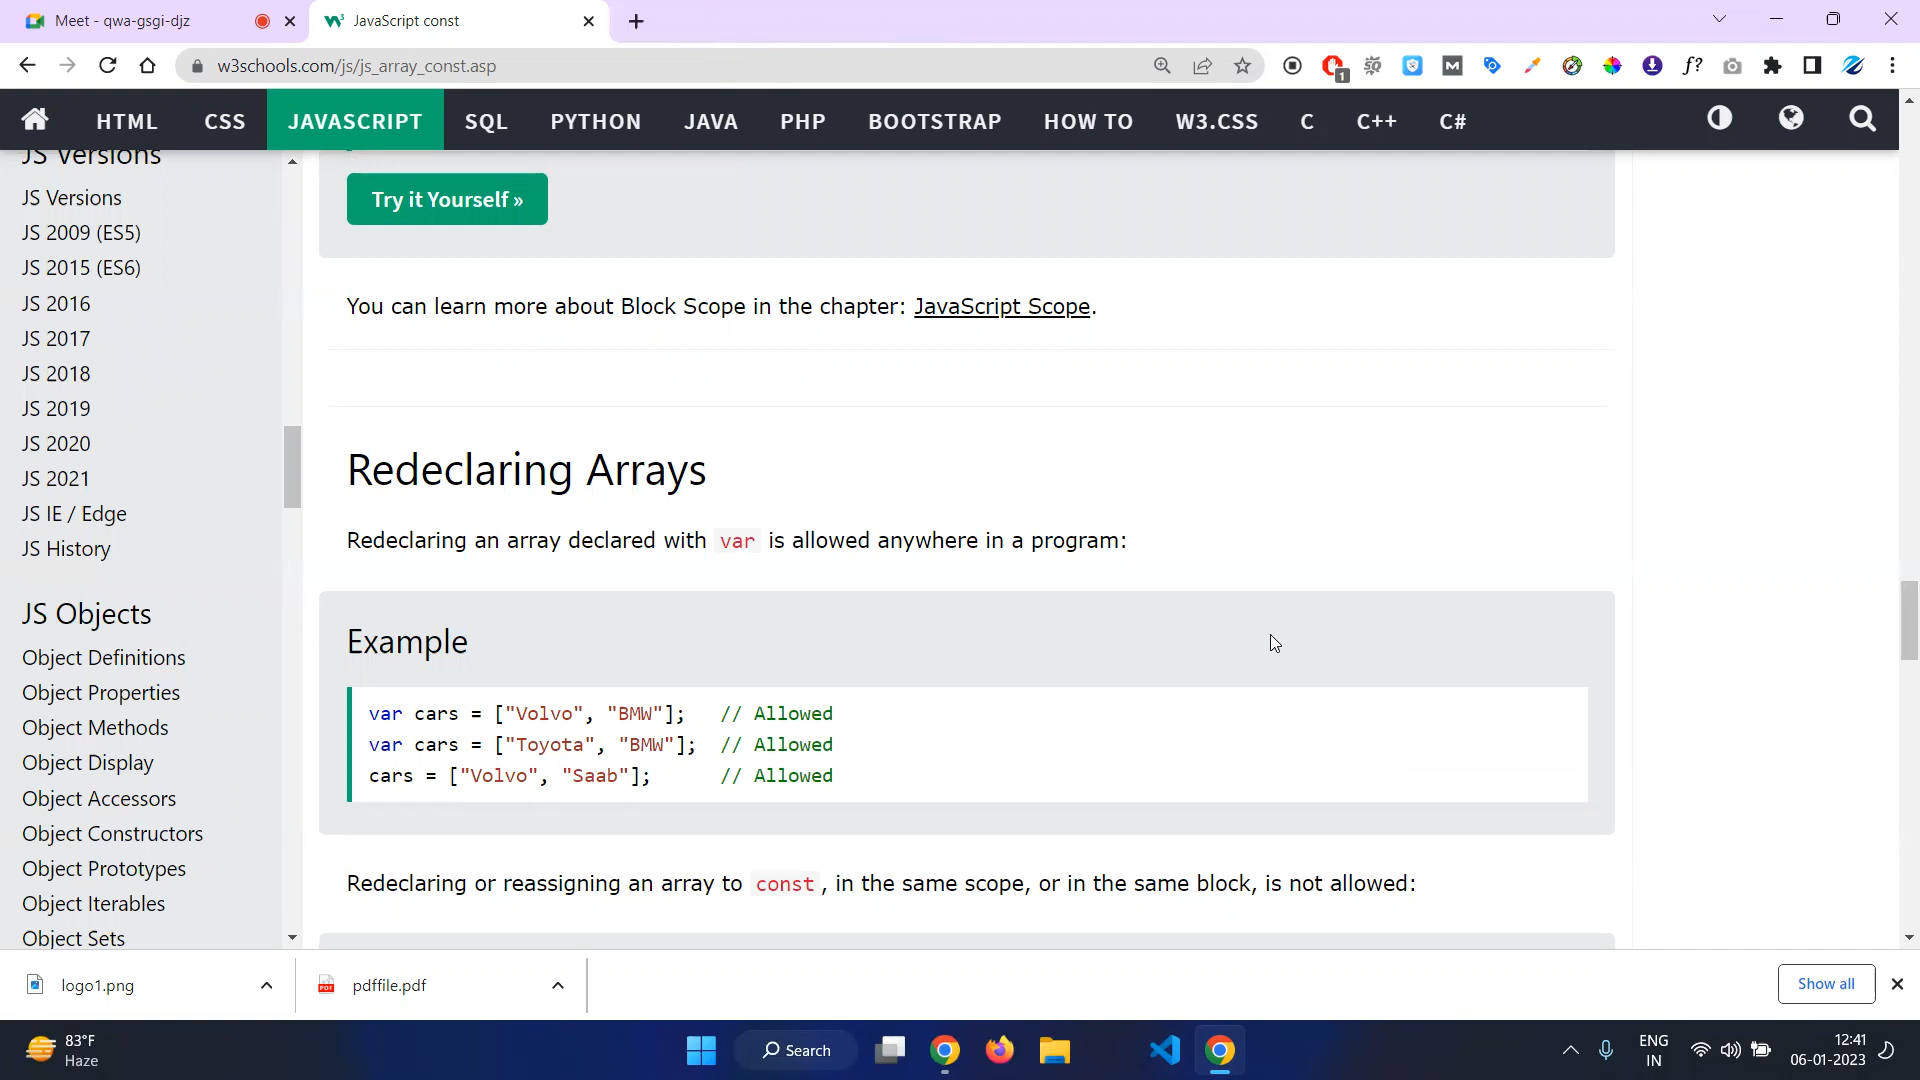 Meet - qwa-gsgi-djz
JavaScript const
w3schools.com/js/js_array_const.asp
HTML CSS JAVASCRIPT SQL PYTHON JAVA PHP BOOTSTRAP HOW TO W3.CSS C C++ C#
JS Versions
JS Versions
JS 2009 (ES5)
JS 2015 (ES6)
JS 2016
JS 2017
JS 2018
JS 2019
JS 2020
JS 2021
JS IE / Edge
JS History
JS Objects
Object Definitions
Object Properties
Object Methods
Object Display
Object Accessors
Object Constructors
Object Prototypes
Object Iterables
Object Sets
Try it Yourself »
You can learn more about Block Scope in the chapter: JavaScript Scope.
Redeclaring Arrays
Redeclaring an array declared with var is allowed anywhere in a program:
Example
var cars = ["Volvo", "BMW"];   // Allowed
var cars = ["Toyota", "BMW"];  // Allowed
cars = ["Volvo", "Saab"];      // Allowed
Redeclaring or reassigning an array to const, in the same scope, or in the same block, is not allowed:
logo1.png
pdffile.pdf
Show all
83°F
Haze
Search
ENG
IN
12:41
06-01-2023